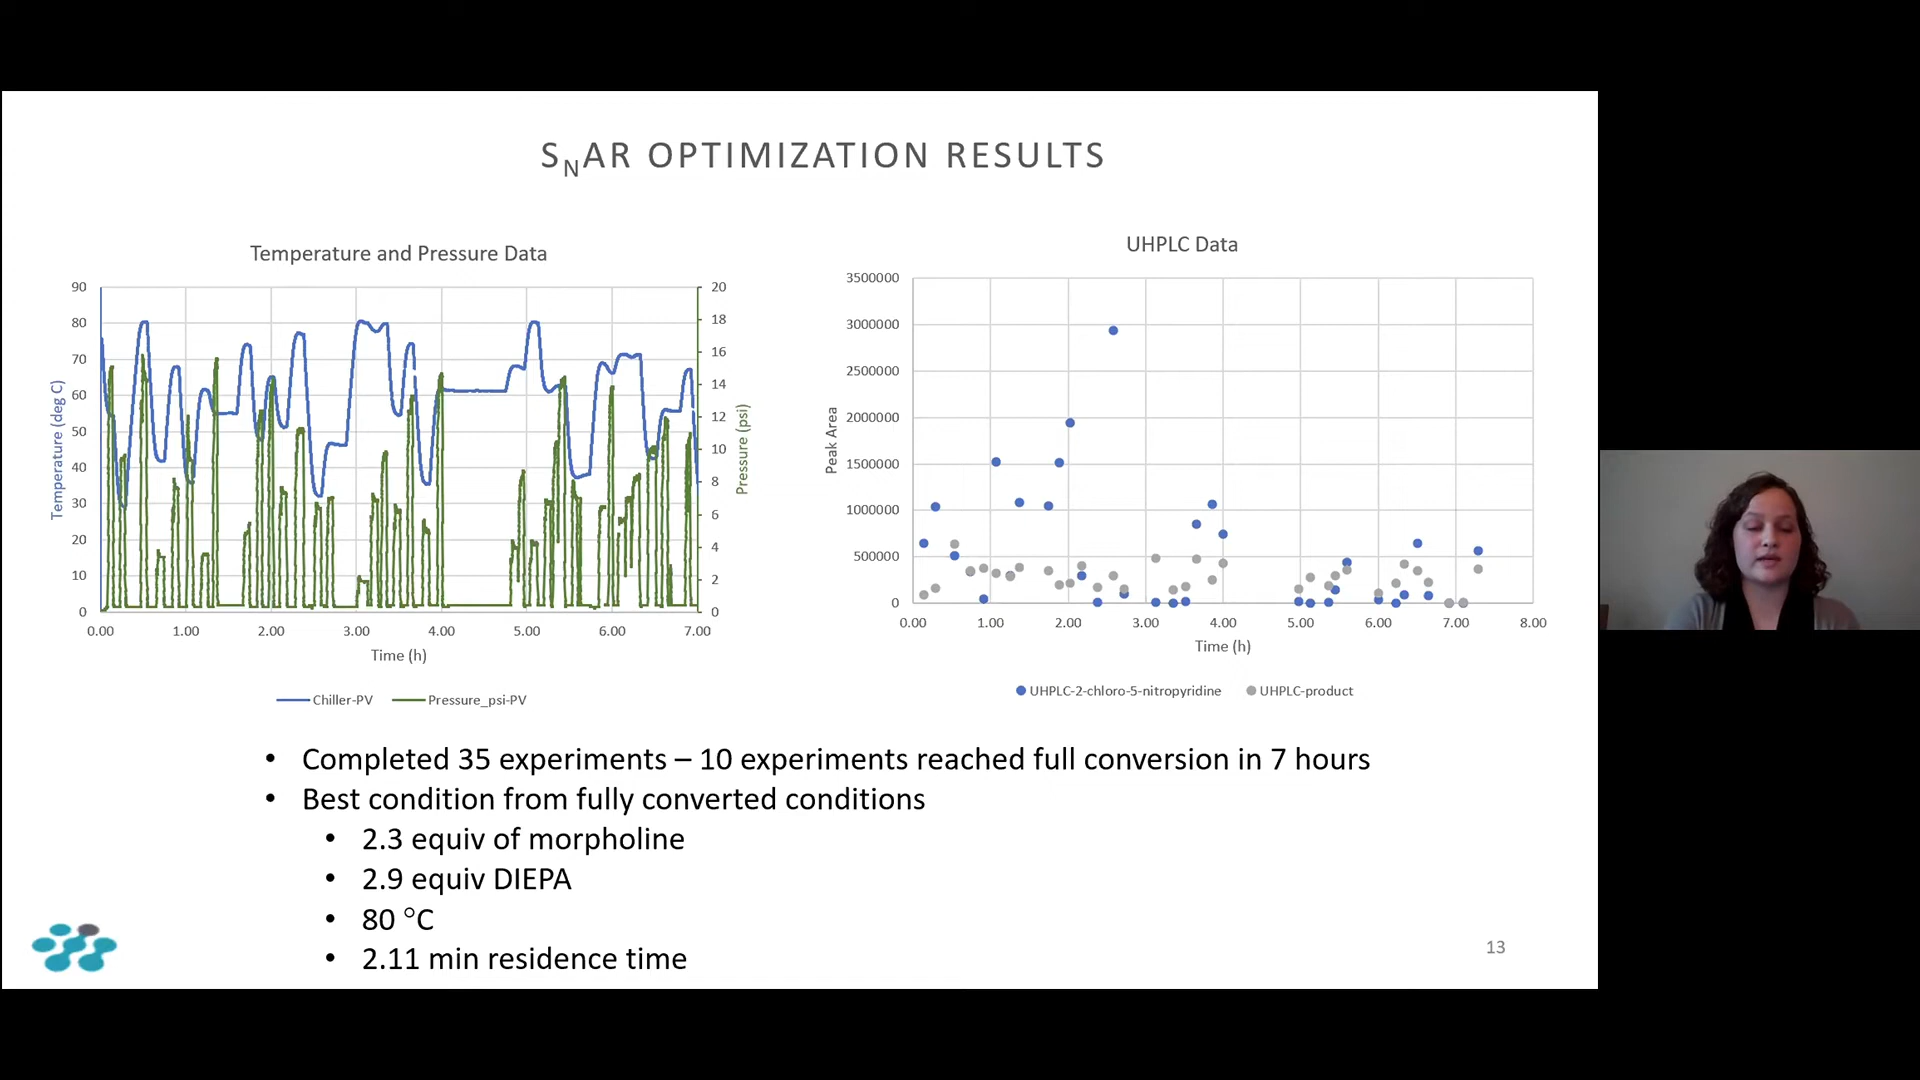 SNAR OPTIMIZATION RESULTS
Temperature and Pressure Data
90
80
70
60
50
40
30
20
10
0
Temperature (deg C)
20
18
16
14
12
10
8
6
4
2
0
Pressure (psi)
0.00 1.00 2.00 3.00 4.00 5.00 6.00 7.00
Time (h)
Chiller-PV Pressure_psi-PV
UHPLC Data
3500000
3000000
2500000
2000000
1500000
1000000
500000
0
Peak Area
0.00 1.00 2.00 3.00 4.00 5.00 6.00 7.00 8.00
Time (h)
UHPLC-2-chloro-5-nitropyridine UHPLC-product
• Completed 35 experiments – 10 experiments reached full conversion in 7 hours
• Best condition from fully converted conditions
• 2.3 equiv of morpholine
• 2.9 equiv DIEPA
• 80 °C
• 2.11 min residence time
13